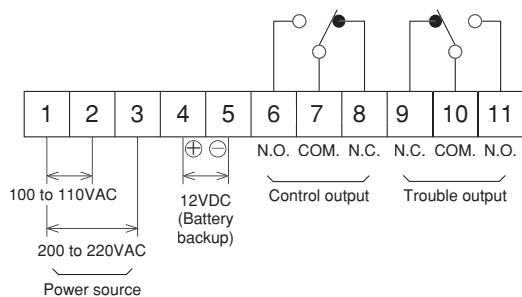 1 2 3 4 5 6 7 8 9 10 11
⊕ ⊖ N.O. COM. N.C. N.C. COM. N.O.
100 to 110VAC
12VDC
(Battery
backup)
Control output Trouble output
200 to 220VAC
Power source